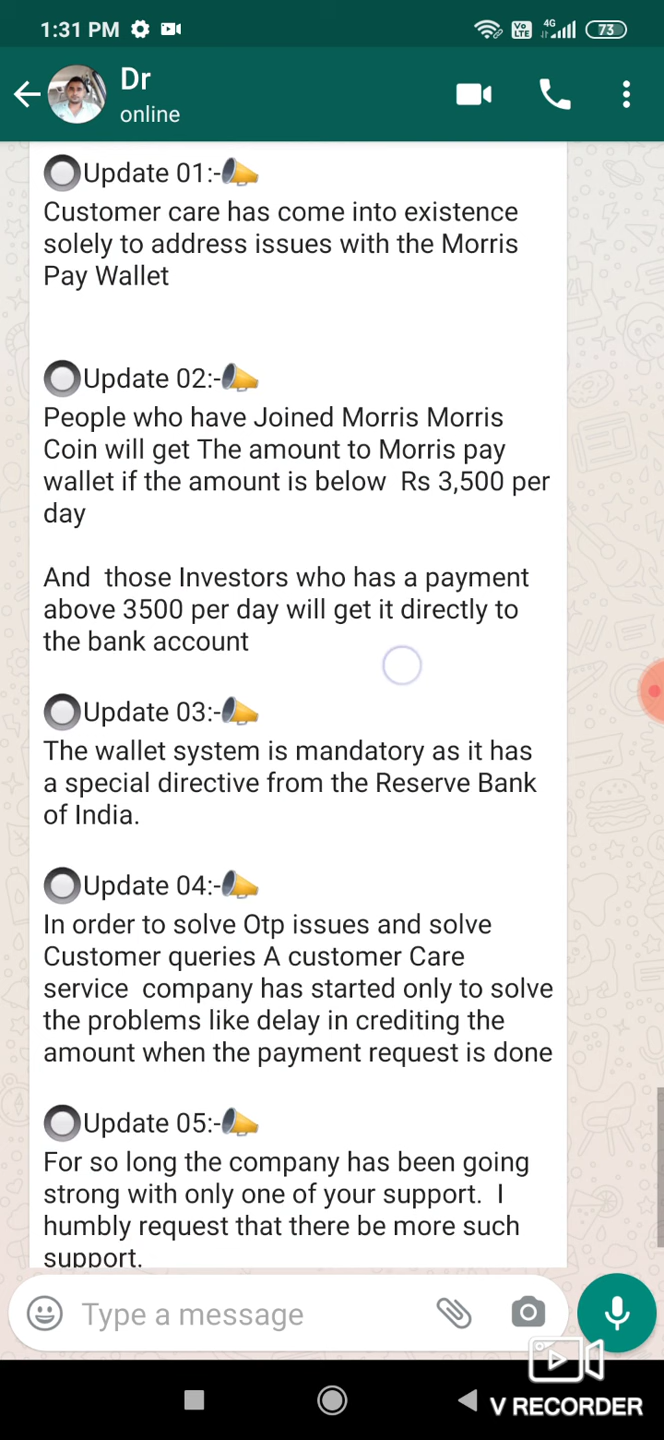 1:31 PM
Vo LTE 4G 73
Dr
online
Update 01:-
Customer care has come into existence
solely to address issues with the Morris
Pay Wallet
Update 02:-
People who have Joined Morris Morris
Coin will get The amount to Morris pay
wallet if the amount is below Rs 3,500 per
day
And those Investors who has a payment
above 3500 per day will get it directly to
the bank account
Update 03:-
The wallet system is mandatory as it has
a special directive from the Reserve Bank
of India.
Update 04:-
In order to solve Otp issues and solve
Customer queries A customer Care
service company has started only to solve
the problems like delay in crediting the
amount when the payment request is done
Update 05:-
For so long the company has been going
strong with only one of your support. I
humbly request that there be more such
support.
Type a message
V RECORDER